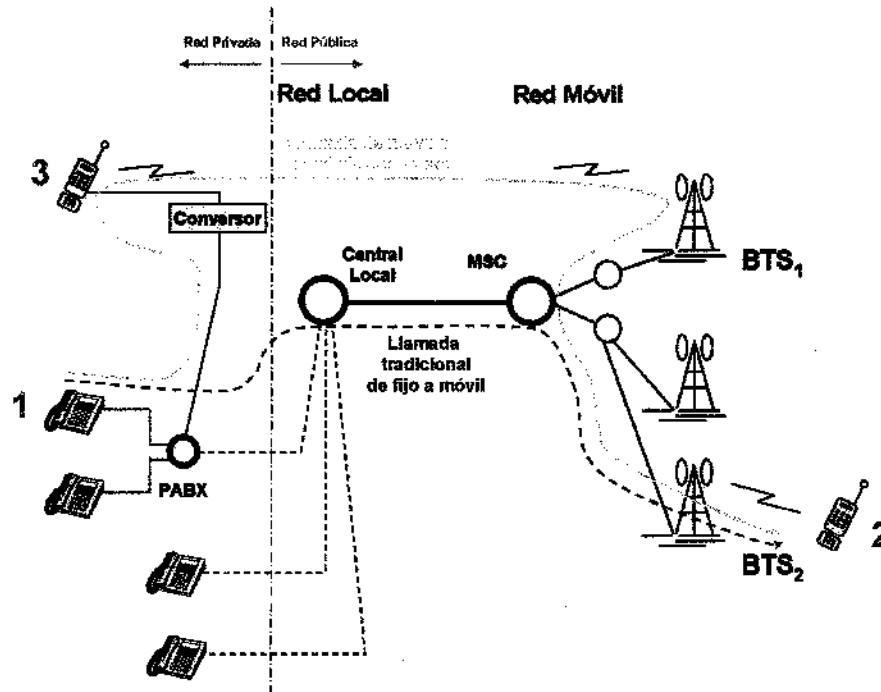 Red Privada
Red Pública
Red Local
Red Móvil
3
Conversor
Central
Local
MSC
BTS1
Llamada
tradicional
de fijo a móvil
1
PABX
2
BTS2